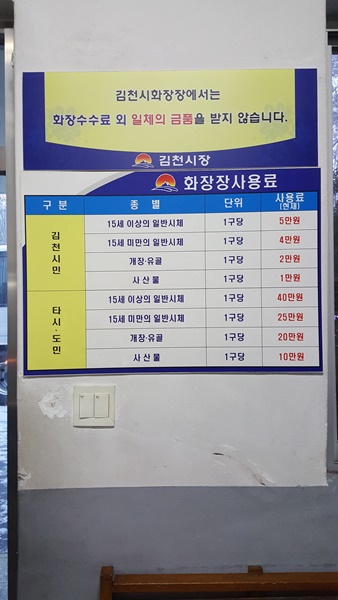 김천시화장장에서는
화장수수료 외 일체의 금품을 받지 않습니다.
김천시장
화장장사용료
구분 종별 단위 사용료(현재)
김천시민 15세 이상의 일반시체 1구당 5만원
15세 미만의 일반시체 1구당 4만원
개장·유골 1구당 2만원
사산물 1구당 1만원
타시·도민 15세 이상의 일반시체 1구당 40만원
15세 미만의 일반시체 1구당 25만원
개장·유골 1구당 20만원
사산물 1구당 10만원